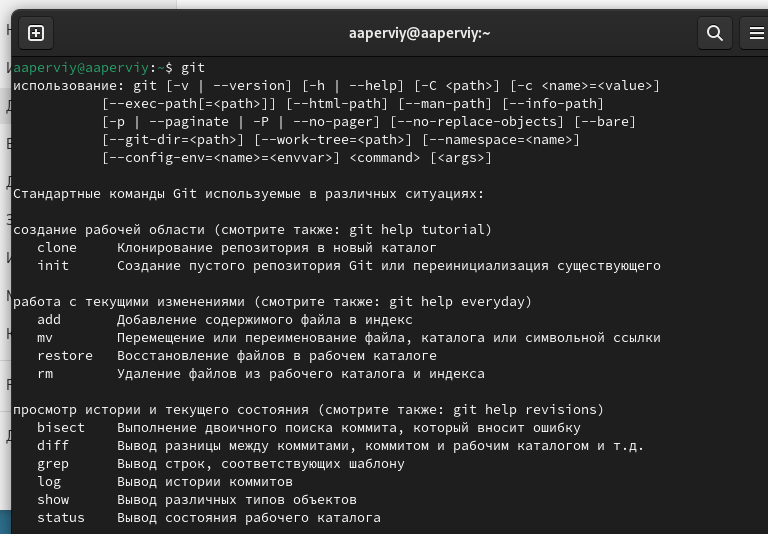 aaperviy@aaperviy:~
aaperviy@aaperviy:~$ git
использование: git [-v | --version] [-h | --help] [-C <path>] [-c <name>=<value>]
[--exec-path[=<path>]] [--html-path] [--man-path] [--info-path]
[-p | --paginate | -P | --no-pager] [--no-replace-objects] [--bare]
[--git-dir=<path>] [--work-tree=<path>] [--namespace=<name>]
[--config-env=<name>=<envvar>] <command> [<args>]
Стандартные команды Git используемые в различных ситуациях:
создание рабочей области (смотрите также: git help tutorial)
clone Клонирование репозитория в новый каталог
init Создание пустого репозитория Git или переинициализация существующего
работа с текущими изменениями (смотрите также: git help everyday)
add Добавление содержимого файла в индекс
mv Перемещение или переименование файла, каталога или символьной ссылки
restore Восстановление файлов в рабочем каталоге
rm Удаление файлов из рабочего каталога и индекса
просмотр истории и текущего состояния (смотрите также: git help revisions)
bisect Выполнение двоичного поиска коммита, который вносит ошибку
diff Вывод разницы между коммитами, коммитом и рабочим каталогом и т.д.
grep Вывод строк, соответствующих шаблону
log Вывод истории коммитов
show Вывод различных типов объектов
status Вывод состояния рабочего каталога